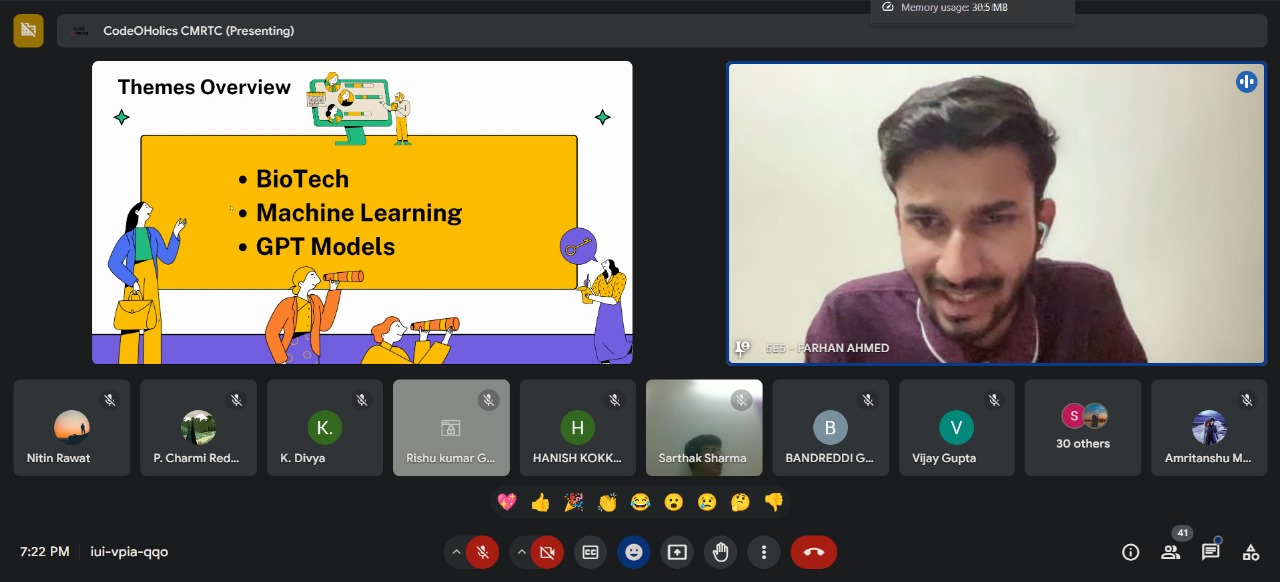 Memory usage: 30.5 MB
CodeOHolics CMRTC (Presenting)
Themes Overview
• BioTech
• Machine Learning
• GPT Models
5E5 - FARHAN AHMED
Nitin Rawat
P. Charmi Red...
K.
K. Divya
Rishu kumar G...
H
HANISH KOKK...
Sarthak Sharma
B
BANDREDDI G...
V
Vijay Gupta
S
30 others
Amritanshu M...
7:22 PM | iui-vpia-qqo
CC
41